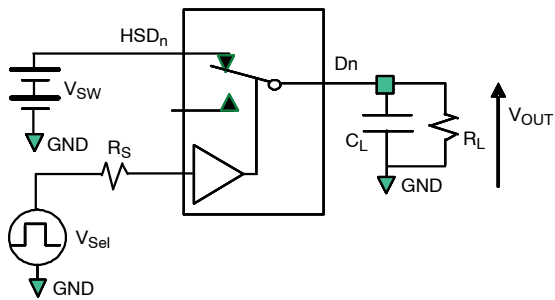 HSDn
Dn
VSW
GND
RS
CL
RL
VOUT
GND
VSel
GND